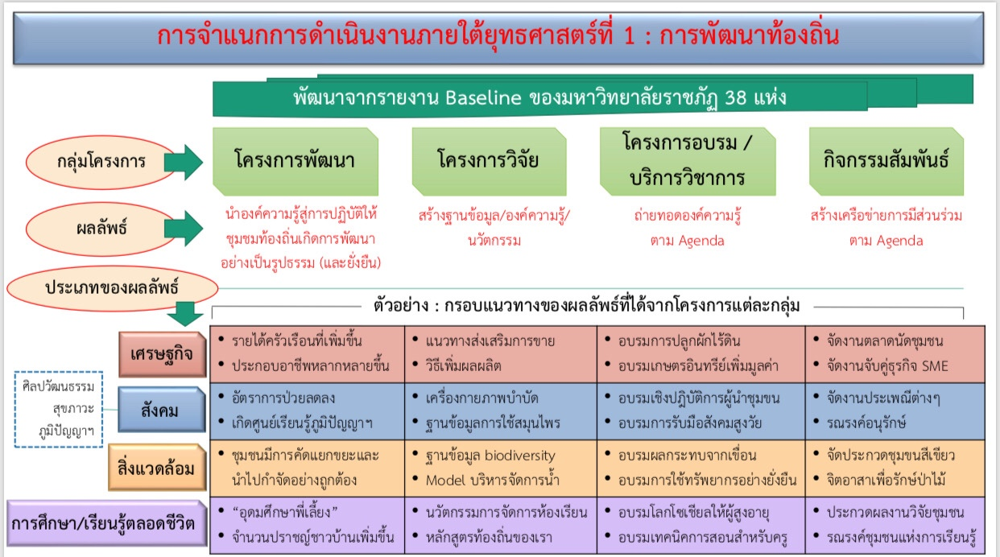 การจำแนกการดำเนินงานภายใต้ยุทธศาสตร์ที่ 1 : การพัฒนาท้องถิ่น
พัฒนาจากรายงาน Baseline ของมหาวิทยาลัยราชภัฏ 38 แห่ง
กลุ่มโครงการ
โครงการพัฒนา
โครงการวิจัย
โครงการอบรม /
บริการวิชาการ
กิจกรรมสัมพันธ์
ผลลัพธ์
นำองค์ความรู้สู่การปฏิบัติให้
ชุมชนท้องถิ่นเกิดการพัฒนา
อย่างเป็นรูปธรรม (และยั่งยืน)
สร้างฐานข้อมูล/องค์ความรู้/
นวัตกรรม
ถ่ายทอดองค์ความรู้
ตาม Agenda
สร้างเครือข่ายการมีส่วนร่วม
ตาม Agenda
ประเภทของผลลัพธ์
ตัวอย่าง : กรอบแนวทางของผลลัพธ์ที่ได้จากโครงการแต่ละกลุ่ม
เศรษฐกิจ
• รายได้ครัวเรือนที่เพิ่มขึ้น
• ประกอบอาชีพหลากหลายขึ้น
• แนวทางส่งเสริมการขาย
• วิธีเพิ่มผลผลิต
• อบรมการปลูกผักไร้ดิน
• อบรมเกษตรอินทรีย์เพิ่มมูลค่า
• จัดงานตลาดนัดชุมชน
• จัดงานจับคู่ธุรกิจ SME
ศิลปวัฒนธรรม
สุขภาวะ
ภูมิปัญญาฯ
สังคม
• อัตราการป่วยลดลง
• เกิดศูนย์เรียนรู้ภูมิปัญญาฯ
• เครื่องกายภาพบำบัด
• ฐานข้อมูลการใช้สมุนไพร
• อบรมเชิงปฏิบัติการผู้นำชุมขน
• อบรมการรับมือสังคมสูงวัย
• จัดงานประเพณีต่างๆ
• รณรงค์อนุรักษ์
สิ่งแวดล้อม
• ชุมชนมีการคัดแยกขยะและ
นำไปกำจัดอย่างถูกต้อง
• ฐานข้อมูล biodiversity
• Model บริหารจัดการน้ำ
• อบรมผลกระทบจากเขื่อน
• อบรมการใช้ทรัพยากรอย่างยั่งยืน
• จัดประกวดชุมขนสีเขียว
• จิตอาสาเพื่อรักษ์ป่าไม้
การศึกษา/เรียนรู้ตลอดชีวิต
• “อุดมศึกษาพี่เลี้ยง”
• จำนวนปราชญ์ชาวบ้านเพิ่มขึ้น
• นวัตกรรมการจัดการห้องเรียน
• หลักสูตรท้องถิ่นของเรา
• อบรมโลกโซเชียลให้ผู้สูงอายุ
• อบรมเทคนิคการสอนสำหรับครู
• ประกวดผลงานวิจัยชุมชน
• รณรงค์ชุมชนแห่งการเรียนรู้